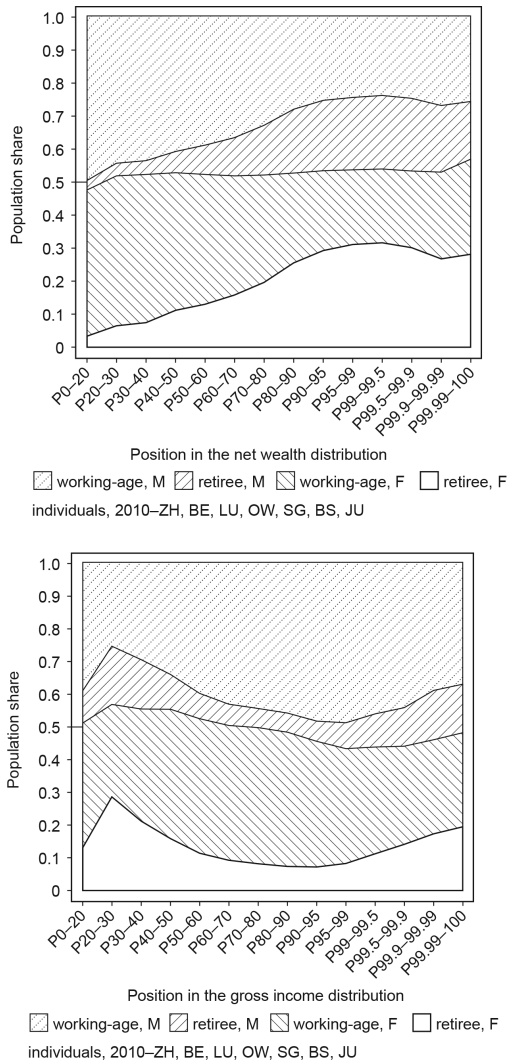 1.0
0.9
0.8
0.7
0.6
0.5
0.4
0.3
0.2
0.1
0
Population share
P0–20
P20–30
P30–40
P40–50
P50–60
P60–70
P70–80
P80–90
P90–95
P95–99
P99–99.5
P99.5–99.9
P99.9–99.99
P99.99–100
Position in the net wealth distribution
working-age, M retiree, M working-age, F retiree, F
individuals, 2010–ZH, BE, LU, OW, SG, BS, JU
1.0
0.9
0.8
0.7
0.6
0.5
0.4
0.3
0.2
0.1
0
Population share
P0–20
P20–30
P30–40
P40–50
P50–60
P60–70
P70–80
P80–90
P90–95
P95–99
P99–99.5
P99.5–99.9
P99.9–99.99
P99.99–100
Position in the gross income distribution
working-age, M retiree, M working-age, F retiree, F
individuals, 2010–ZH, BE, LU, OW, SG, BS, JU